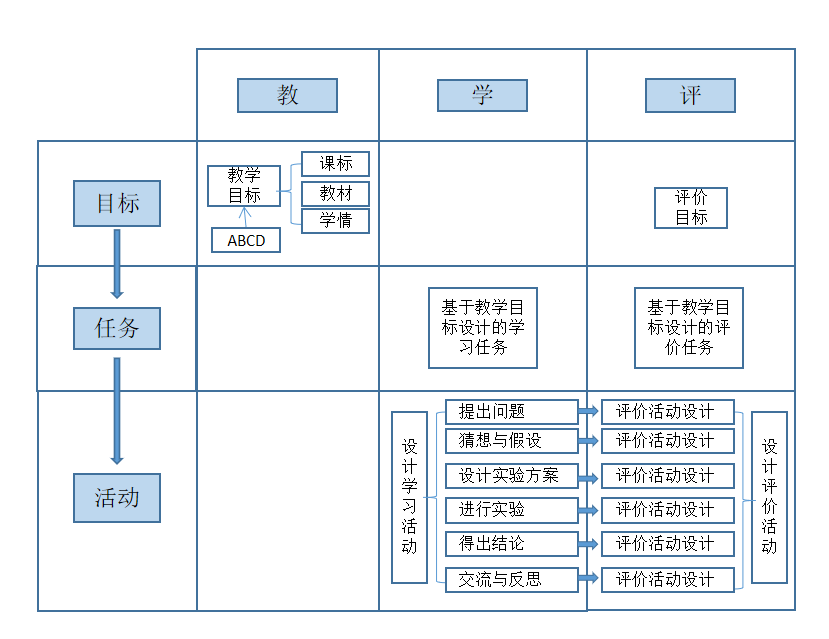 教
学
评
目标
教学
目标
课标
教材
学情
ABCD
评价
目标
任务
基于教学目
标设计的学
习任务
基于教学目
标设计的评
价任务
活动
设
计
学
习
活
动
提出问题
猜想与假设
设计实验方案
进行实验
得出结论
交流与反思
评价活动设计
评价活动设计
评价活动设计
评价活动设计
评价活动设计
评价活动设计
设
计
评
价
活
动